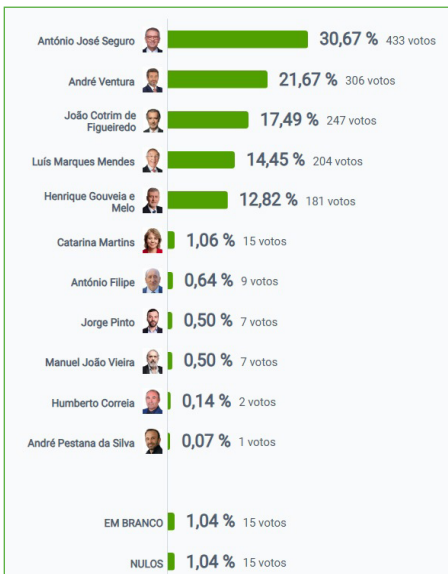 António José Seguro 30,67 % 433 votos
André Ventura 21,67 % 306 votos
João Cotrim de
Figueiredo 17,49 % 247 votos
Luís Marques Mendes 14,45 % 204 votos
Henrique Gouveia e
Melo 12,82 % 181 votos
Catarina Martins 1,06 % 15 votos
António Filipe 0,64 % 9 votos
Jorge Pinto 0,50 % 7 votos
Manuel João Vieira 0,50 % 7 votos
Humberto Correia 0,14 % 2 votos
André Pestana da Silva 0,07 % 1 votos
EM BRANCO 1,04 % 15 votos
NULOS 1,04 % 15 votos